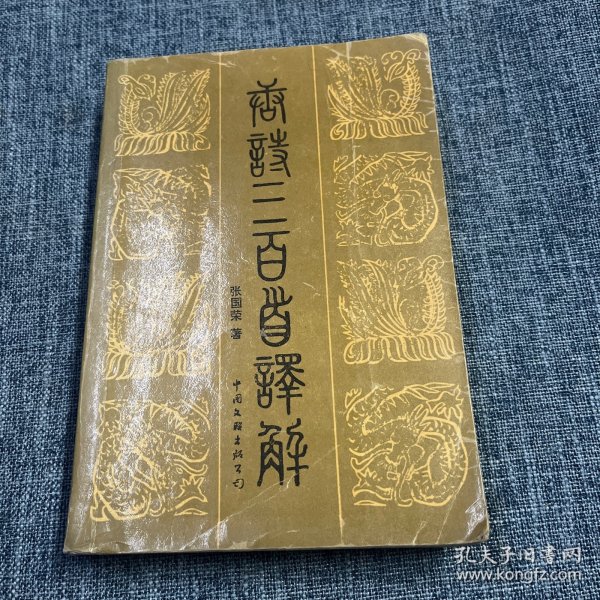 唐詩三百首譯解
张国荣 著
中国文联出版公司
孔夫子旧书网
www.kongfz.com